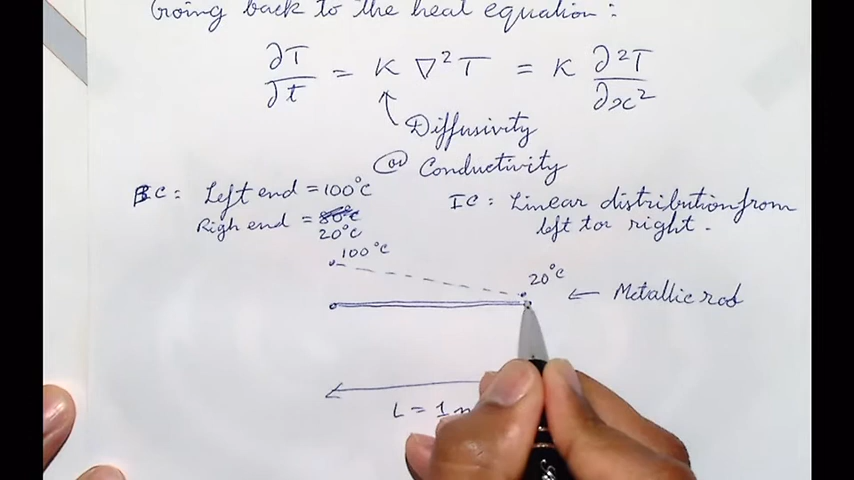 Going back to the heat equation:
∂T/∂t = K ∇²T = K ∂²T/∂x²
Diffusivity
or Conductivity
BC: Left end = 100°C
Righ end = 80°C
20°C
IC: Linear distribution from
left to right.
100°C
20°C
← Metallic rod
L = 1